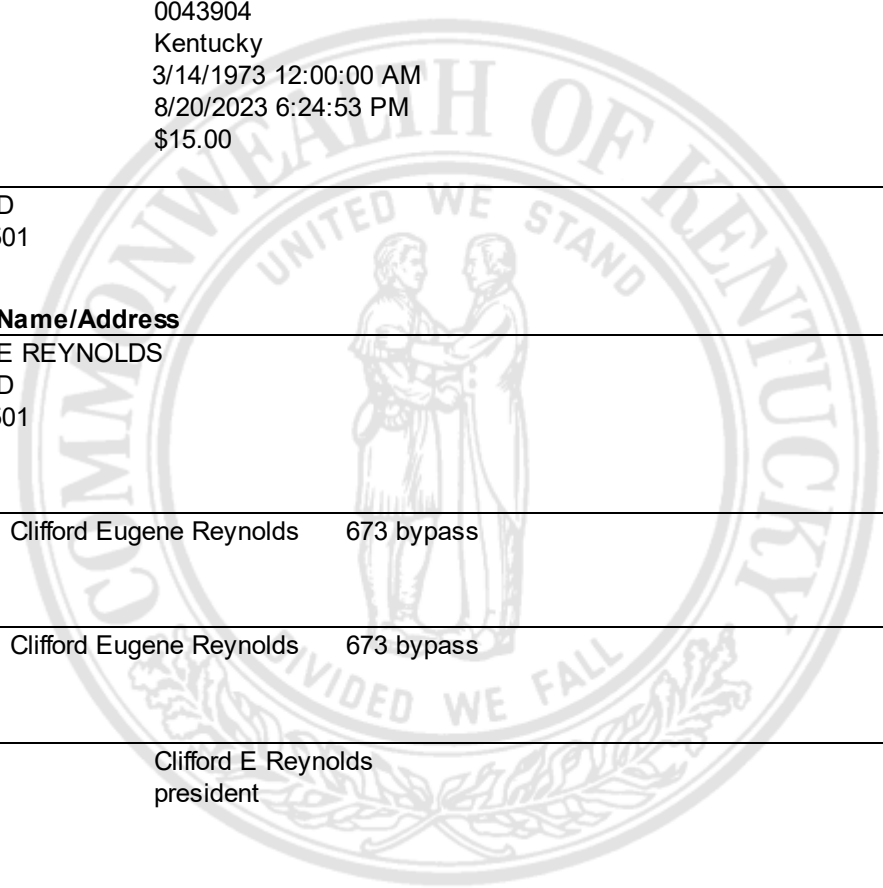 0043904
Kentucky
3/14/1973 12:00:00 AM
8/20/2023 6:24:53 PM
$15.00
D
501
Name/Address
E REYNOLDS
D
501
Clifford Eugene Reynolds 673 bypass
Clifford Eugene Reynolds 673 bypass
Clifford E Reynolds
president
COMMONWEALTH OF KENTUCKY
UNITED WE STAND
DIVIDED WE FALL